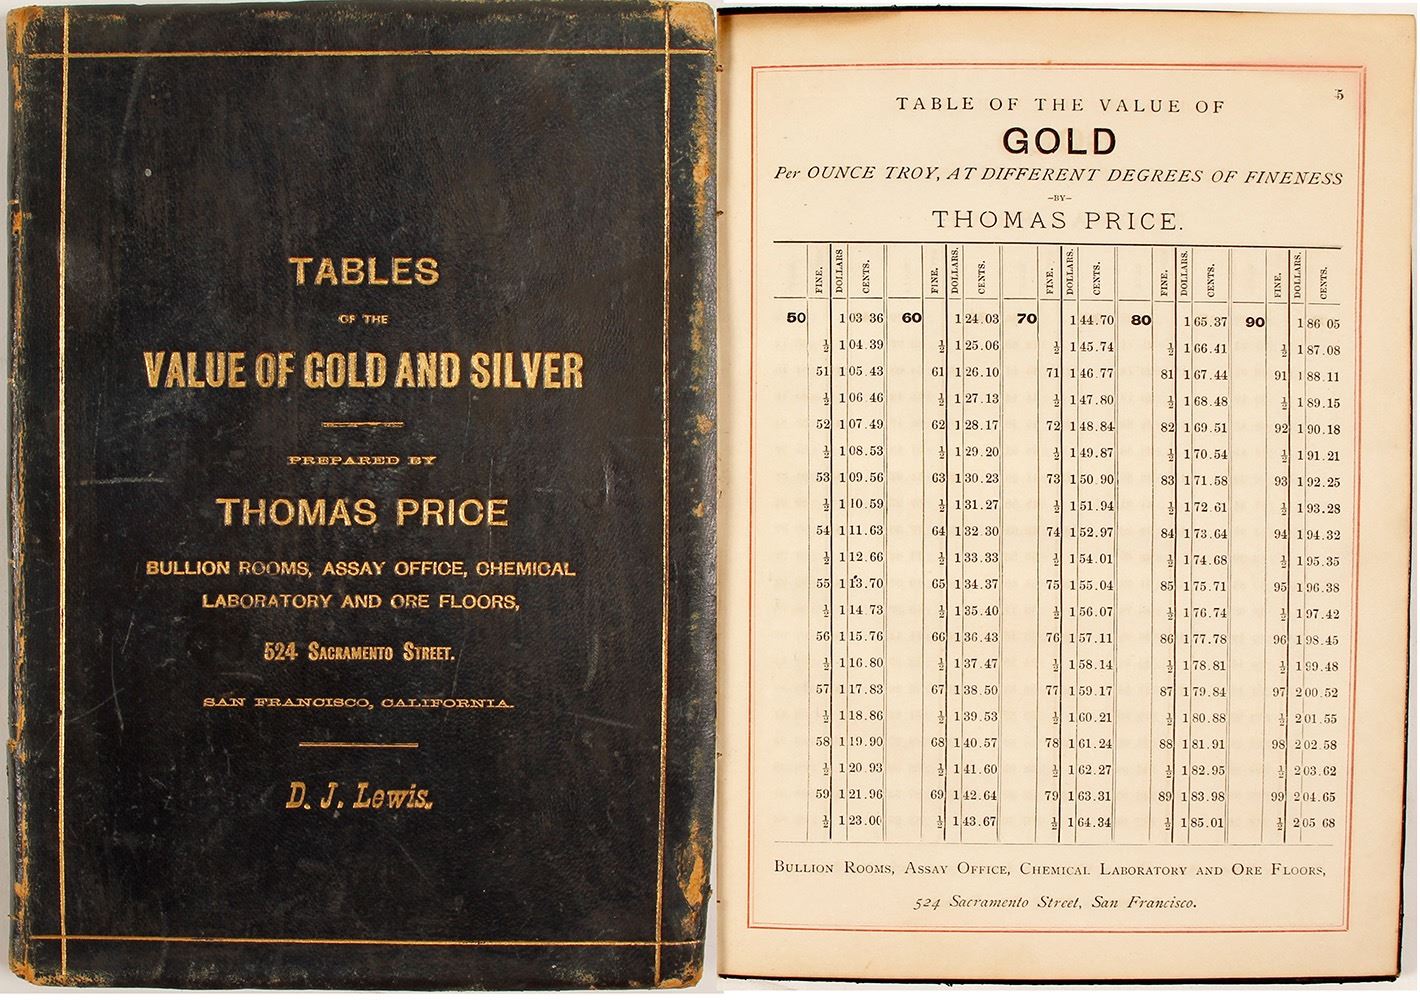 TABLES
OF THE
VALUE OF GOLD AND SILVER
PREPARED BY
THOMAS PRICE
BULLION ROOMS, ASSAY OFFICE, CHEMICAL
LABORATORY AND ORE FLOORS,
524 SACRAMENTO STREET.
SAN FRANCISCO, CALIFORNIA.
D. J. Lewis.
5
TABLE OF THE VALUE OF
GOLD
Per OUNCE TROY, AT DIFFERENT DEGREES OF FINENESS
–BY–
THOMAS PRICE.
FINE. DOLLARS CENTS. FINE. DOLLARS. CENTS. FINE. DOLLARS. CENTS. FINE. DOLLARS. CENTS. FINE. DOLLARS. CENTS.
50 1 03 36 60 1 24.03 70 1 44.70 80 1 65.37 90 1 86 05
½ 1 04.39 ½ 1 25.06 ½ 1 45.74 ½ 1 66.41 ½ 1 87.08
51 1 05.43 61 1 26.10 71 1 46.77 81 1 67.44 91 1 88.11
½ 1 06.46 ½ 1 27.13 ½ 1 47.80 ½ 1 68.48 ½ 1 89.15
52 1 07.49 62 1 28.17 72 1 48.84 82 1 69.51 92 1 90.18
½ 1 08.53 ½ 1 29.20 ½ 1 49.87 ½ 1 70.54 ½ 1 91.21
53 1 09.56 63 1 30.23 73 1 50.90 83 1 71.58 93 1 92.25
½ 1 10.59 ½ 1 31.27 ½ 1 51.94 ½ 1 72.61 ½ 1 93.28
54 1 11.63 64 1 32.30 74 1 52.97 84 1 73.64 94 1 94.32
½ 1 12.66 ½ 1 33.33 ½ 1 54.01 ½ 1 74.68 ½ 1 95.35
55 1 13.70 65 1 34.37 75 1 55.04 85 1 75.71 95 1 96.38
½ 1 14.73 ½ 1 35.40 ½ 1 56.07 ½ 1 76.74 ½ 1 97.42
56 1 15.76 66 1 36.43 76 1 57.11 86 1 77.78 96 1 98.45
½ 1 16.80 ½ 1 37.47 ½ 1 58.14 ½ 1 78.81 ½ 1 99.48
57 1 17.83 67 1 38.50 77 1 59.17 87 1 79.84 97 2 00.52
½ 1 18.86 ½ 1 39.53 ½ 1 60.21 ½ 1 80.88 ½ 2 01.55
58 1 19.90 68 1 40.57 78 1 61.24 88 1 81.91 98 2 02.58
½ 1 20.93 ½ 1 41.60 ½ 1 62.27 ½ 1 82.95 ½ 2 03.62
59 1 21.96 69 1 42.64 79 1 63.31 89 1 83.98 99 2 04.65
½ 1 23.00 ½ 1 43.67 ½ 1 64.34 ½ 1 85.01 ½ 2 05 68
BULLION ROOMS, ASSAY OFFICE, CHEMICAL LABORATORY AND ORE FLOORS,
524 Sacramento Street, San Francisco.